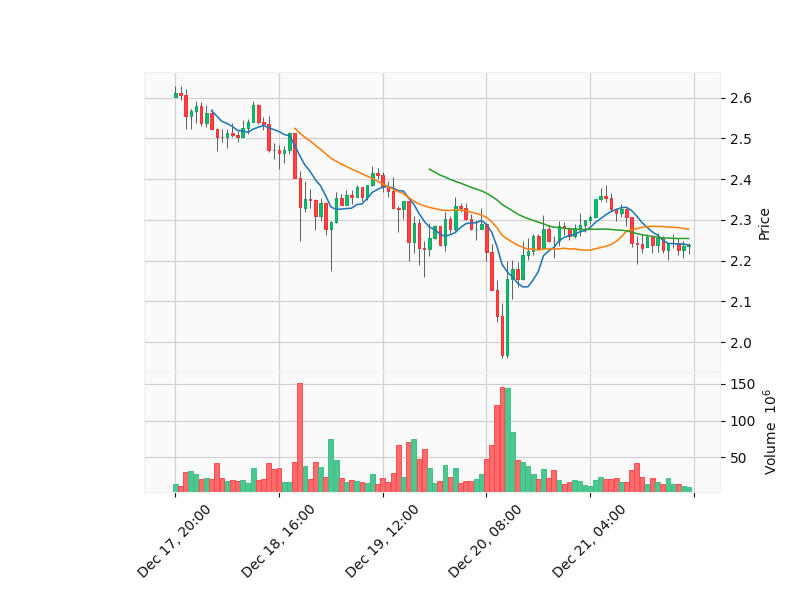 2.6
2.5
2.4
2.3
2.2
2.1
2.0
Price
150
100
50
Volume 10⁶
Dec 17, 20:00
Dec 18, 16:00
Dec 19, 12:00
Dec 20, 08:00
Dec 21, 04:00